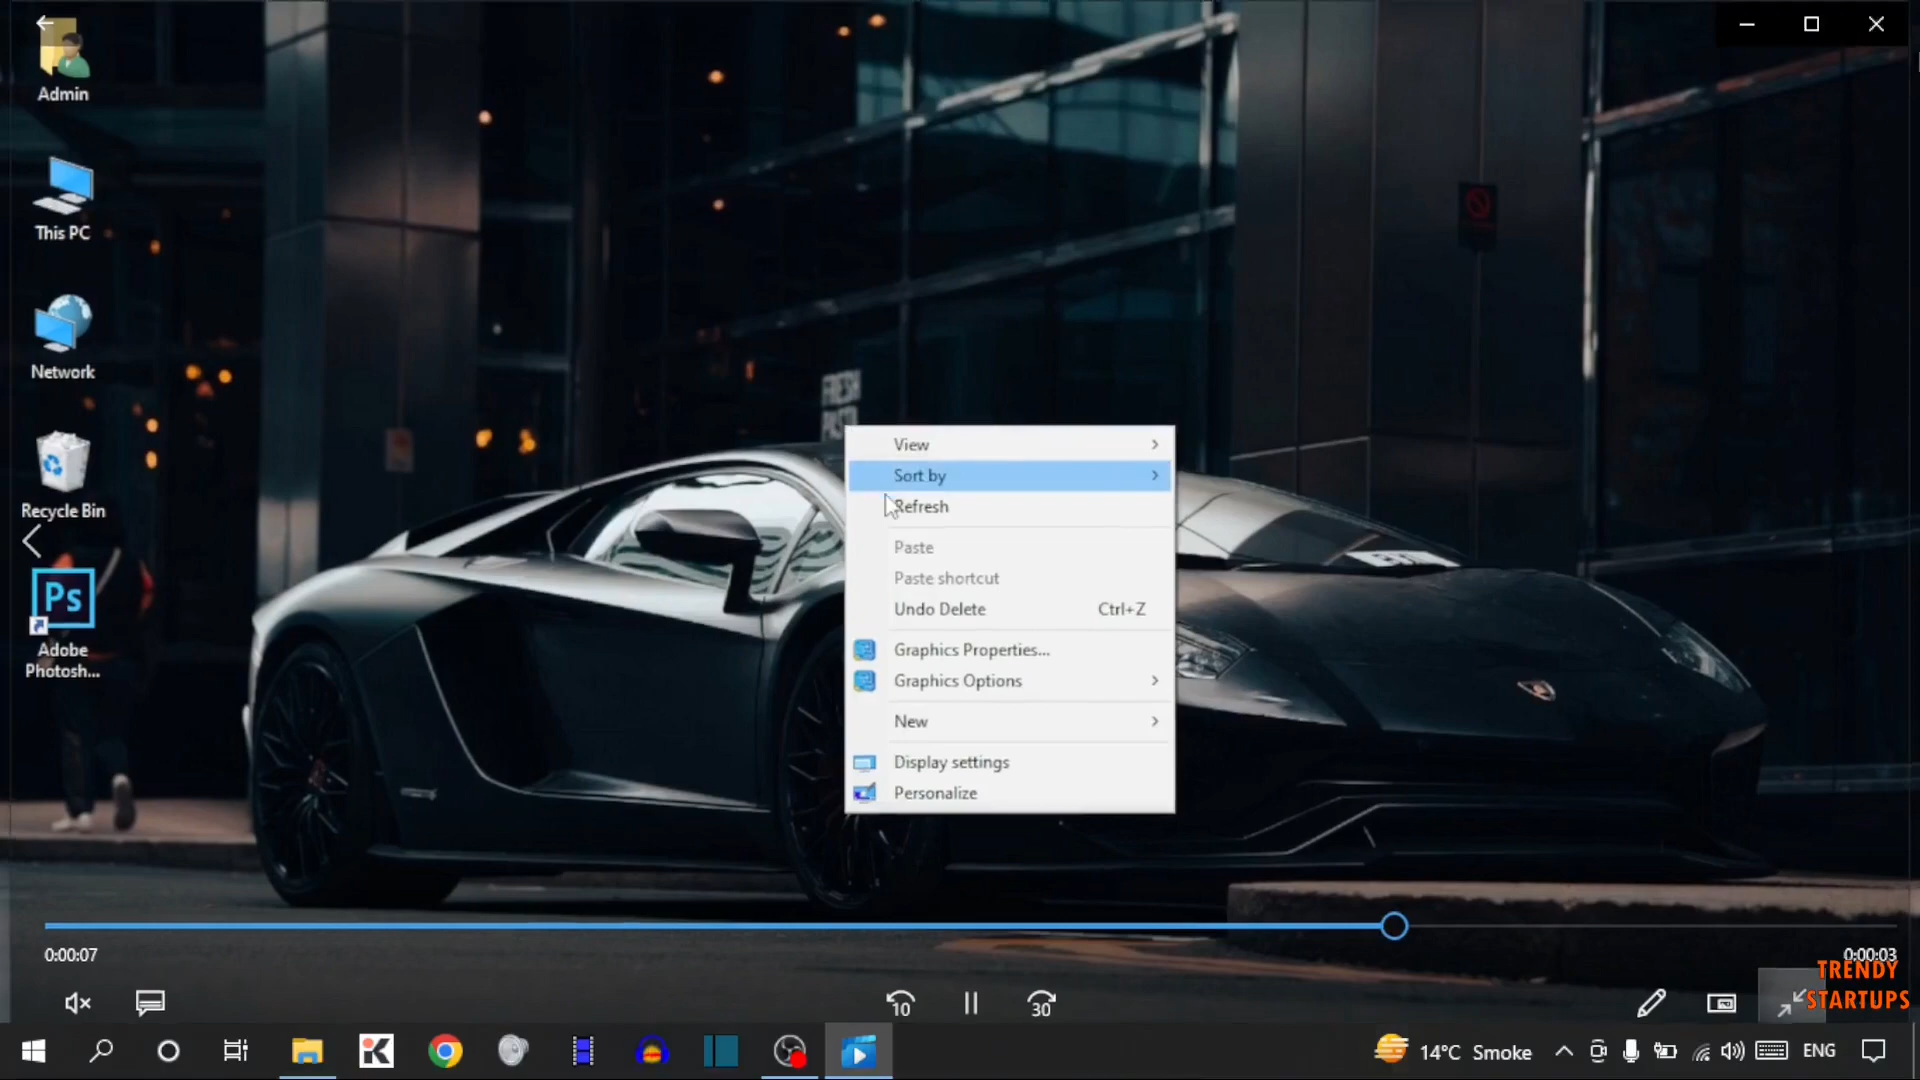 Admin
This PC
Network
Recycle Bin
Ps
Adobe
Photosh...
FRESH
PASTA
View
Sort by
Refresh
Paste
Paste shortcut
Undo Delete Ctrl+Z
Graphics Properties...
Graphics Options
New
Display settings
Personalize
0:00:07
0:00:03
10
30
TRENDY
STARTUPS
K
14°C Smoke
ENG